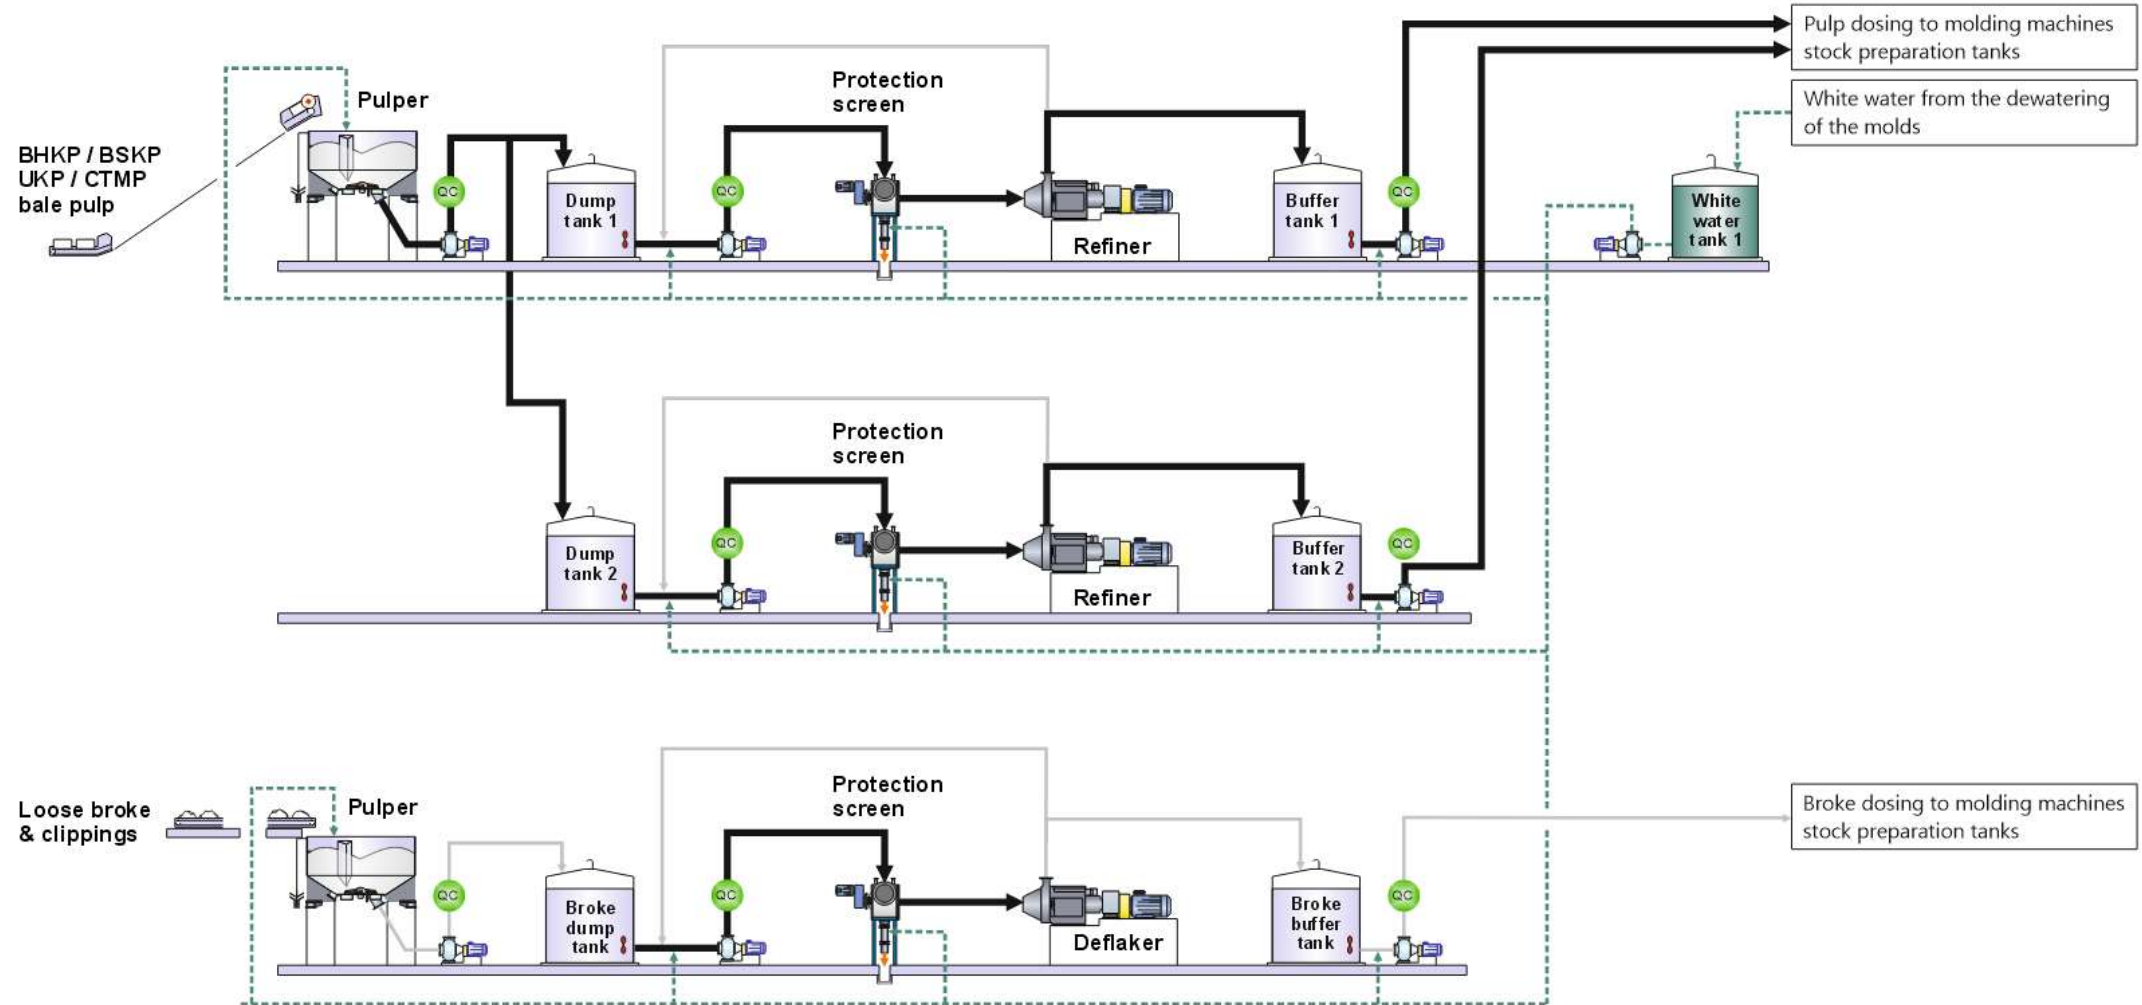 Pulp dosing to molding machines
stock preparation tanks
White water from the dewatering
of the molds
Pulper
Protection
screen
BHKP / BSKP
UKP / CTMP
bale pulp
QC
QC
QC
Dump
tank 1
Buffer
tank 1
White
water
tank 1
Refiner
Protection
screen
QC
QC
Dump
tank 2
Buffer
tank 2
Refiner
Protection
screen
Loose broke
& clippings
Pulper
Broke dosing to molding machines
stock preparation tanks
QC
QC
QC
Broke
dump
tank
Broke
buffer
tank
Deflaker